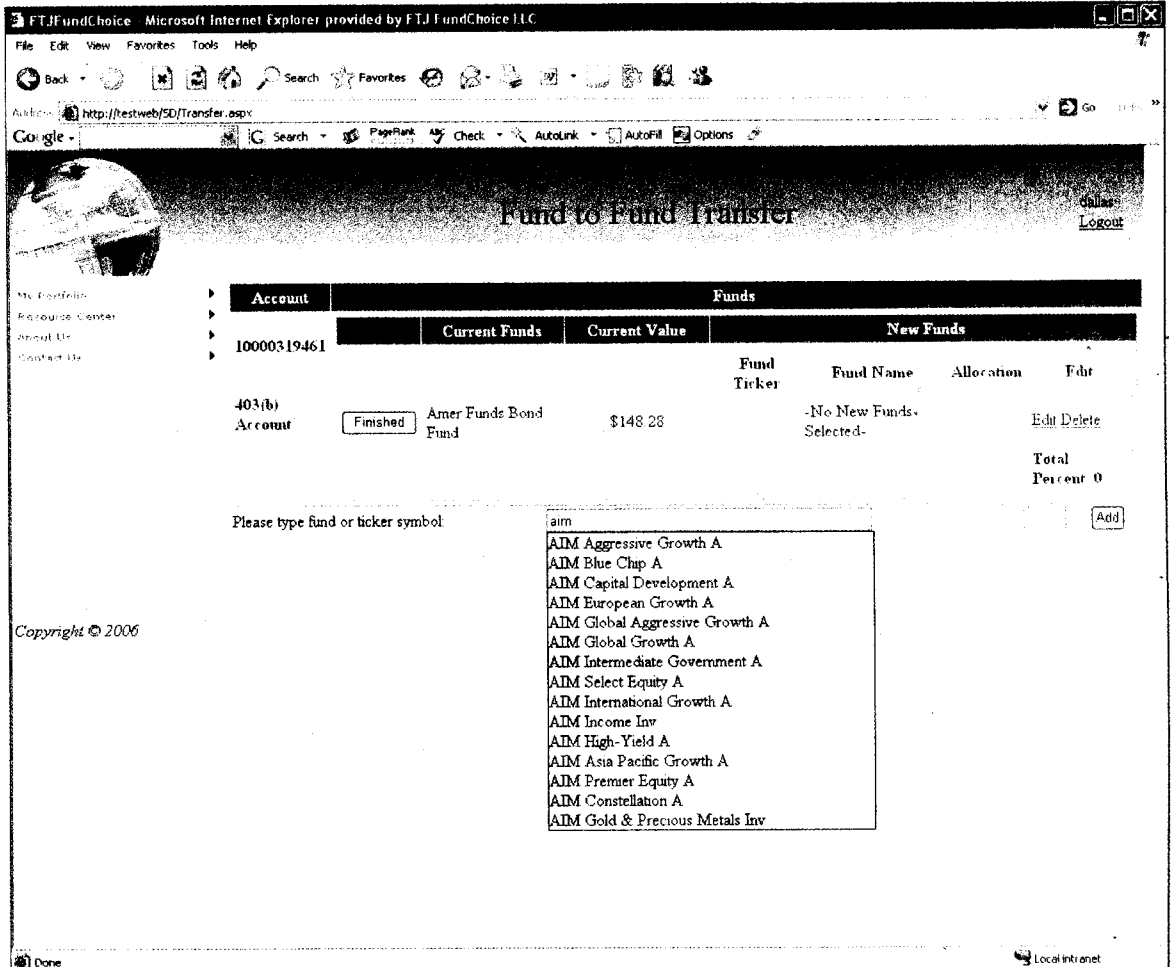 FTJFundChoice - Microsoft Internet Explorer provided by FTJ FundChoice LLC
File Edit View Favorites Tools Help
Back Search Favorites
Address http://testweb/SD/Transfer.aspx Go
Google Search PageRank ABC Check AutoLink AutoFill Options
Fund to Fund Transfer
dallas
Logout
My Portfolio
Resource Center
About Us
Contact Us
Account Funds
Current Funds Current Value New Funds
10000319461
Fund Ticker Fund Name Allocation Edit
403(b) Account Finished Amer Funds Bond Fund $148.28 -No New Funds Selected- Edit Delete
Total Percent 0
Please type fund or ticker symbol: aim Add
AIM Aggressive Growth A
AIM Blue Chip A
AIM Capital Development A
AIM European Growth A
AIM Global Aggressive Growth A
AIM Global Growth A
AIM Intermediate Government A
AIM Select Equity A
AIM International Growth A
AIM Income Inv
AIM High-Yield A
AIM Asia Pacific Growth A
AIM Premier Equity A
AIM Constellation A
AIM Gold & Precious Metals Inv
Copyright © 2006
Done Local intranet